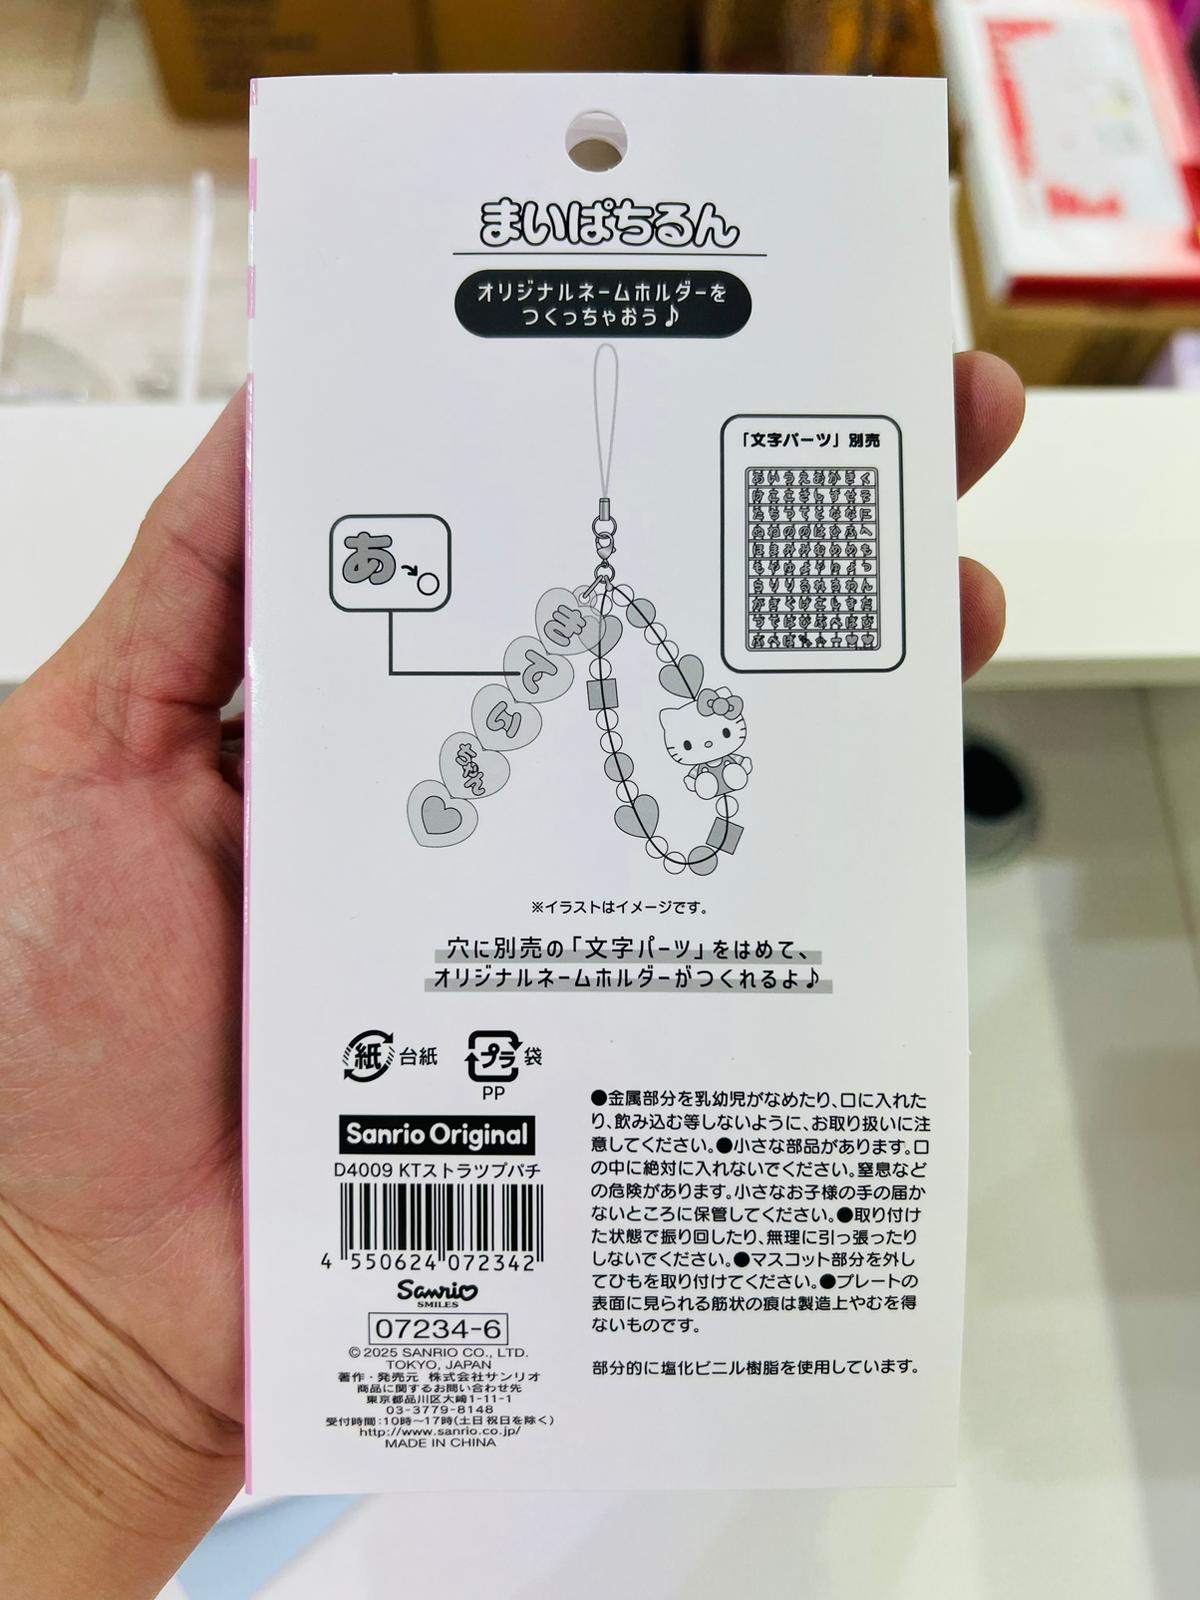 まいぱちるん
オリジナルネームホルダーを
つくっちゃおう♪
「文字パーツ」別売
あ
※イラストはイメージです。
穴に別売の「文字パーツ」をはめて、
オリジナルネームホルダーがつくれるよ♪
紙 台紙
プラ 袋
PP
Sanrio Original
D4009 KTストラップパチ
4 550624 072342
Sanrio
SMILES
07234-6
© 2025 SANRIO CO., LTD.
TOKYO, JAPAN
著作・発売元 株式会社サンリオ
商品に関するお問い合わせ先
東京都品川区大崎1-11-1
03-3779-8148
受付時間：10時～17時(土日祝日を除く)
http://www.sanrio.co.jp/
MADE IN CHINA
●金属部分を乳幼児がなめたり、口に入れた
り、飲み込む等しないように、お取り扱いに注
意してください。●小さな部品があります。口
の中に絶対に入れないでください。窒息など
の危険があります。小さなお子様の手の届か
ないところに保管してください。●取り付け
た状態で振り回したり、無理に引っ張ったり
しないでください。●マスコット部分を外し
てひもを取り付けてください。●プレートの
表面に見られる筋状の痕は製造上やむを得
ないものです。
部分的に塩化ビニル樹脂を使用しています。